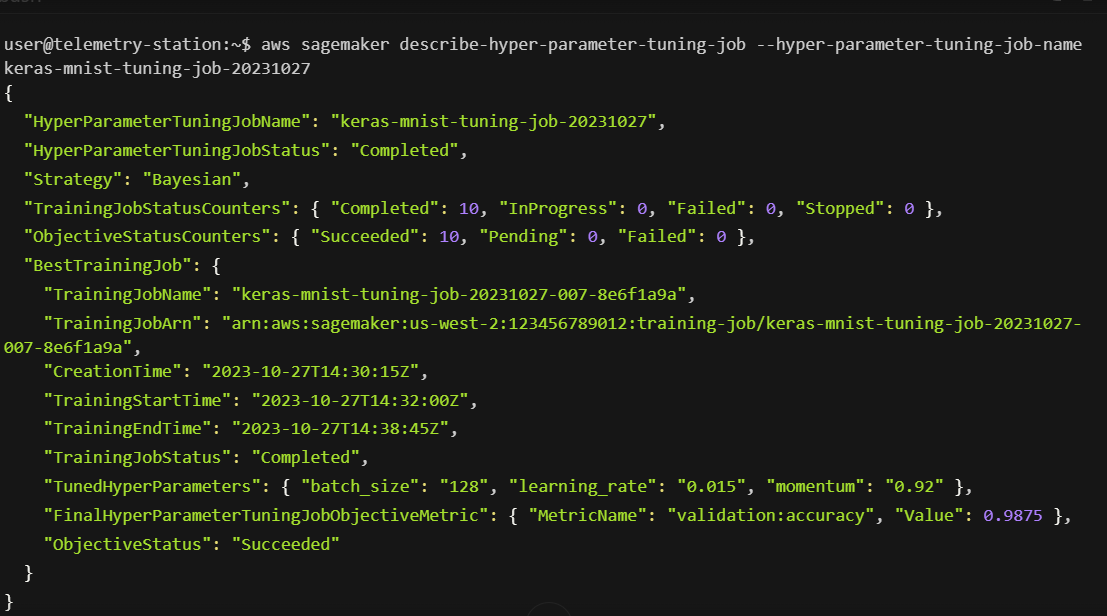 user@telemetry-station:~$ aws sagemaker describe-hyper-parameter-tuning-job --hyper-parameter-tuning-job-name
keras-mnist-tuning-job-20231027
{
  "HyperParameterTuningJobName": "keras-mnist-tuning-job-20231027",
  "HyperParameterTuningJobStatus": "Completed",
  "Strategy": "Bayesian",
  "TrainingJobStatusCounters": { "Completed": 10, "InProgress": 0, "Failed": 0, "Stopped": 0 },
  "ObjectiveStatusCounters": { "Succeeded": 10, "Pending": 0, "Failed": 0 },
  "BestTrainingJob": {
    "TrainingJobName": "keras-mnist-tuning-job-20231027-007-8e6f1a9a",
    "TrainingJobArn": "arn:aws:sagemaker:us-west-2:123456789012:training-job/keras-mnist-tuning-job-20231027-
007-8e6f1a9a",
    "CreationTime": "2023-10-27T14:30:15Z",
    "TrainingStartTime": "2023-10-27T14:32:00Z",
    "TrainingEndTime": "2023-10-27T14:38:45Z",
    "TrainingJobStatus": "Completed",
    "TunedHyperParameters": { "batch_size": "128", "learning_rate": "0.015", "momentum": "0.92" },
    "FinalHyperParameterTuningJobObjectiveMetric": { "MetricName": "validation:accuracy", "Value": 0.9875 },
    "ObjectiveStatus": "Succeeded"
  }
}